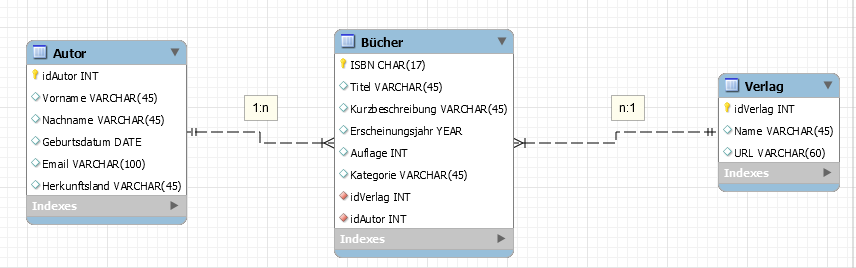 Autor
idAutor INT
Vorname VARCHAR(45)
Nachname VARCHAR(45)
Geburtsdatum DATE
Email VARCHAR(100)
Herkunftsland VARCHAR(45)
Indexes
1:n
Bücher
ISBN CHAR(17)
Titel VARCHAR(45)
Kurzbeschreibung VARCHAR(45)
Erscheinungsjahr YEAR
Auflage INT
Kategorie VARCHAR(45)
idVerlag INT
idAutor INT
Indexes
n:1
Verlag
idVerlag INT
Name VARCHAR(45)
URL VARCHAR(60)
Indexes